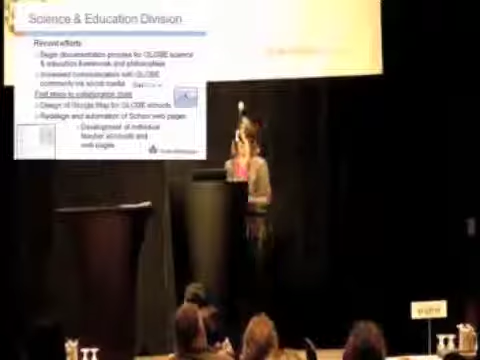 Science & Education Division
Recent efforts
Begin documentation process for GLOBE science
& education framework and philosophies
Increased communication with GLOBE
community via social media
First steps to collaboration tools
Design of Google Map for GLOBE schools
Redesign and automation of School web pages
Development of individual
teacher accounts and
web pages